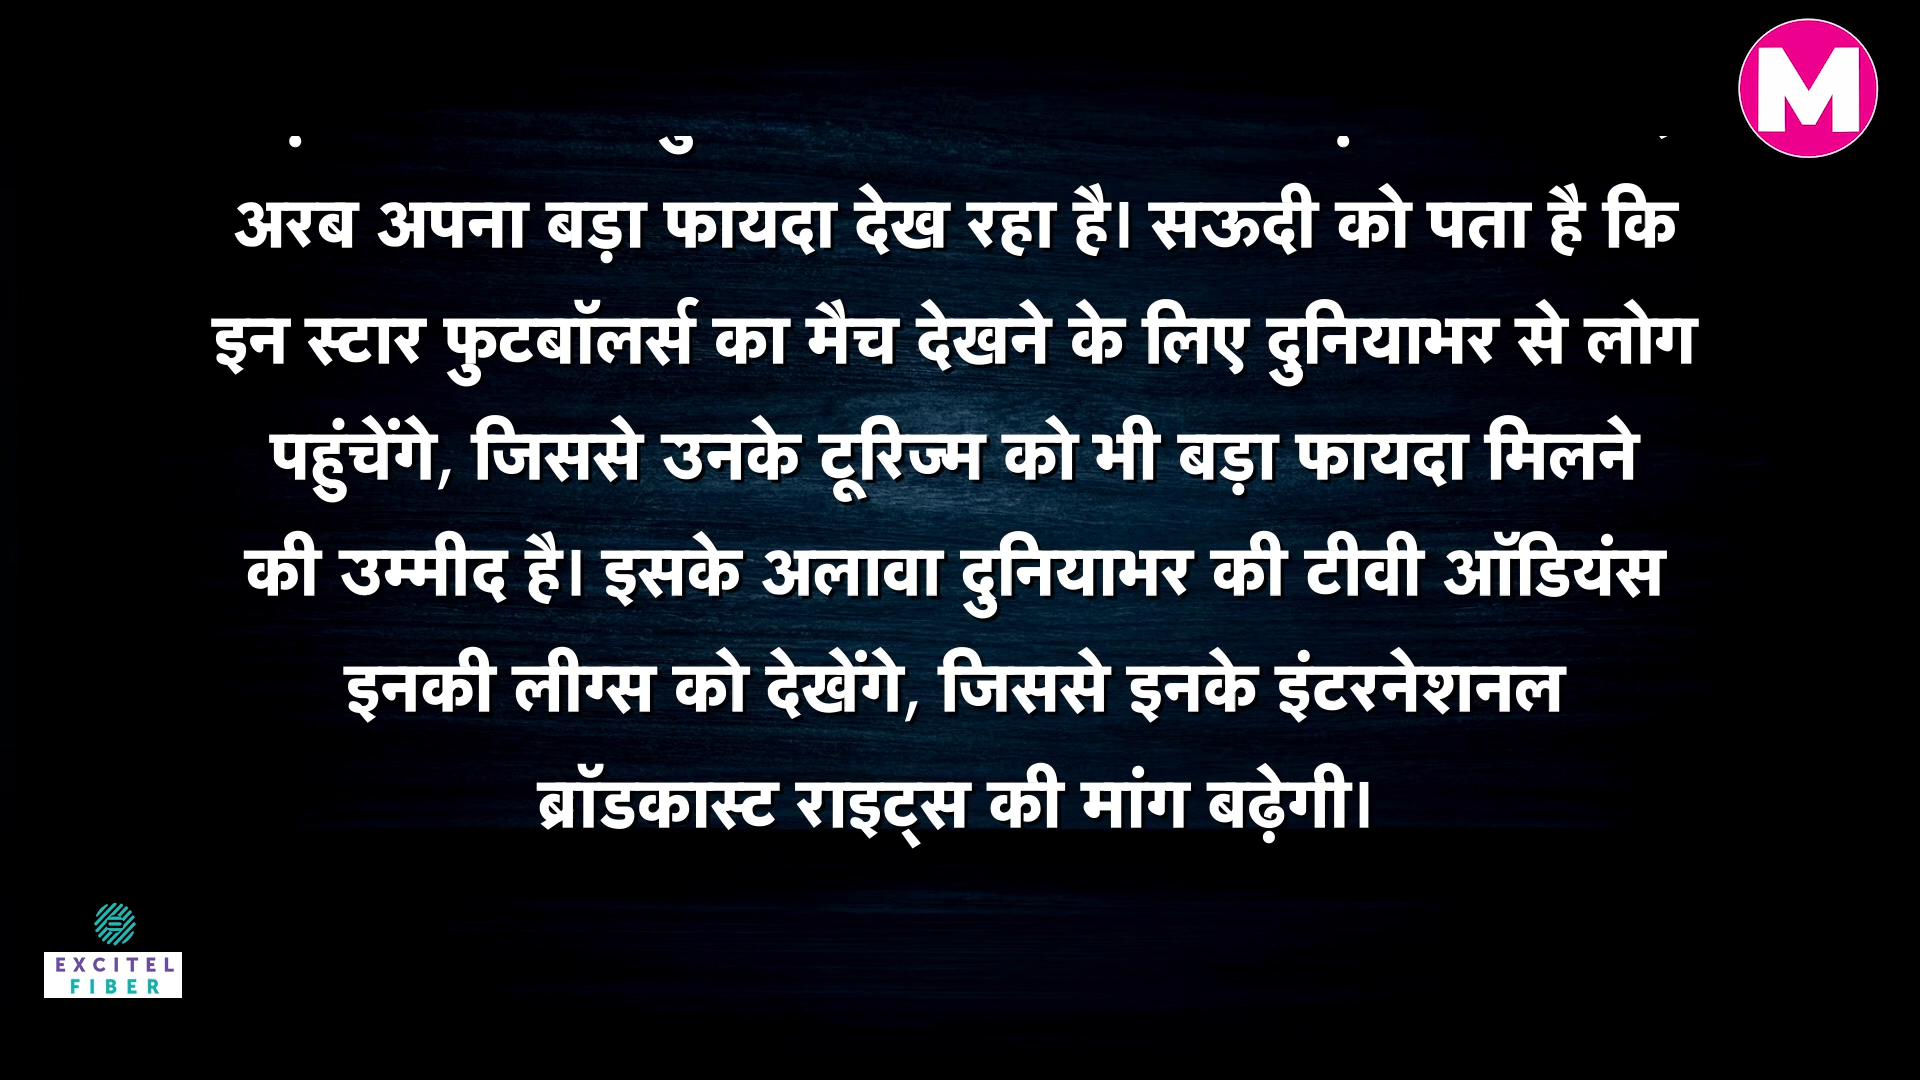 M
अरब अपना बड़ा फायदा देख रहा है। सऊदी को पता है कि
इन स्टार फुटबॉलर्स का मैच देखने के लिए दुनियाभर से लोग
पहुंचेंगे, जिससे उनके टूरिज्म को भी बड़ा फायदा मिलने
की उम्मीद है। इसके अलावा दुनियाभर की टीवी ऑडियंस
इनकी लीग्स को देखेंगे, जिससे इनके इंटरनेशनल
ब्रॉडकास्ट राइट्स की मांग बढ़ेगी।
EXCITEL
FIBER